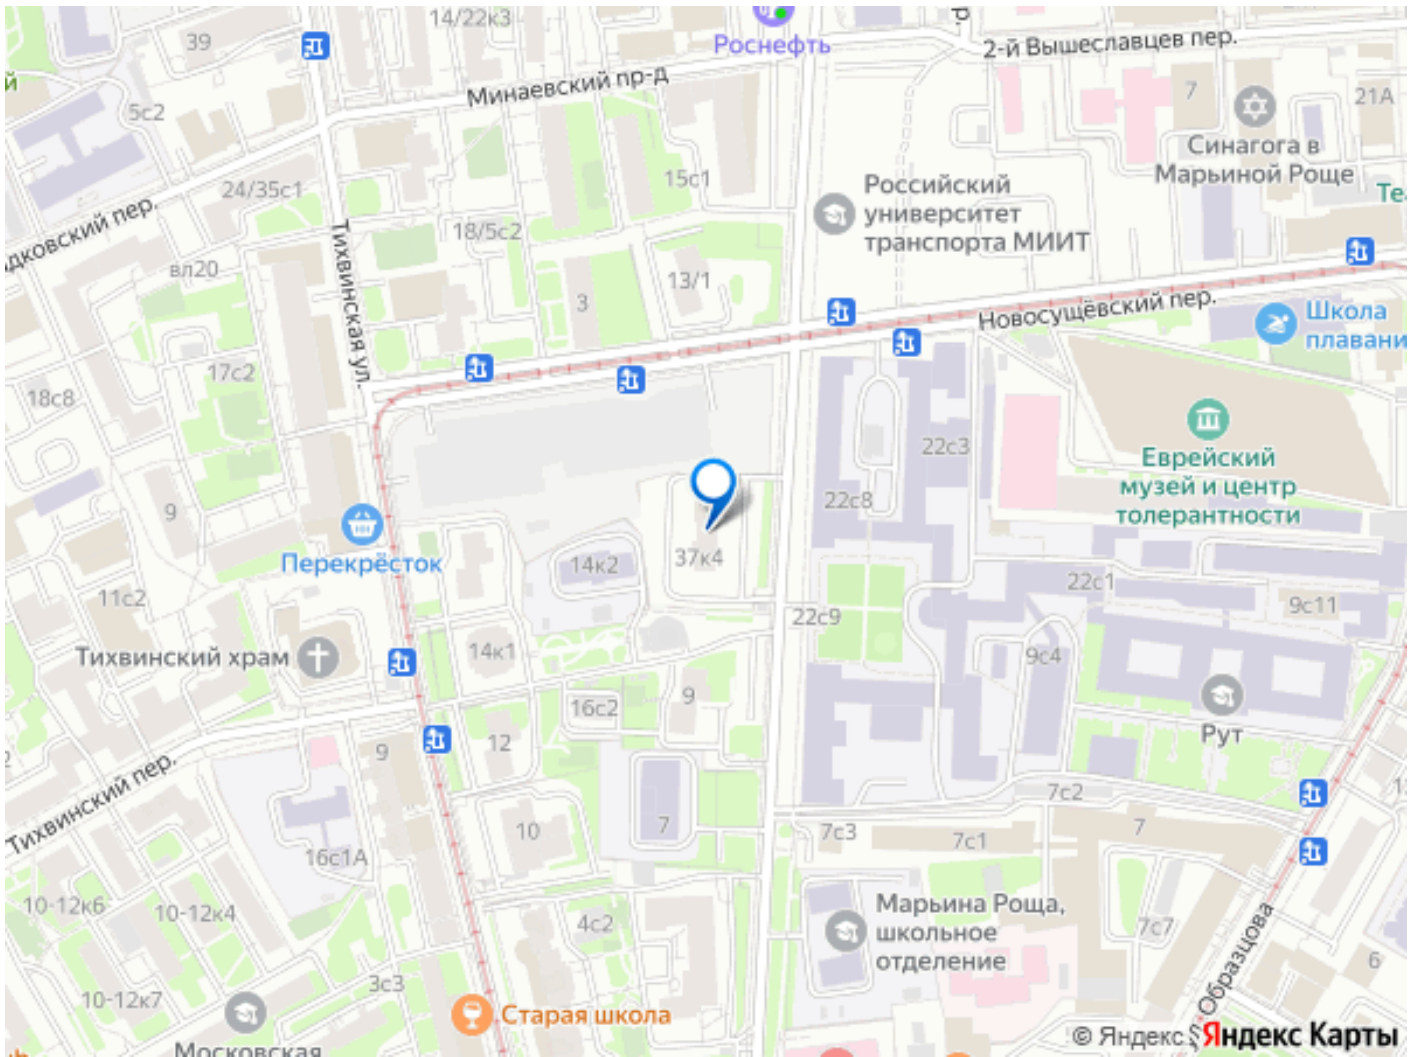 14/22к3
39
Роснефть
р.
2-й Вышеславцев пер.
й
Минаевский пр-д
5с2
7
21А
Синагога в
Марьиной Роще
24/35с1
15с1
Российский
университет
транспорта МИИТ
Те
дковский пер.
Тихвинская ул.
18/5с2
вл20
13/1
3
Новосущёвский пер.
Школа
плавани
17с2
18с8
22с3
Еврейский
музей и центр
толерантности
22с8
9
Перекрёсток
14к2
37к4
11с2
22с1
9с11
22с9
Тихвинский храм
14к1
9с4
9
16с2
Рут
12
9
Тихвинский пер.
7с2
10
7
7с3
7с1
7
16с1А
10-12к6
10-12к4
4с2
Марьина Роща,
школьное
отделение
7с7
6
3с3
10-12к7
Старая школа
Образцова
Московская
© Яндекс
Яндекс Карты